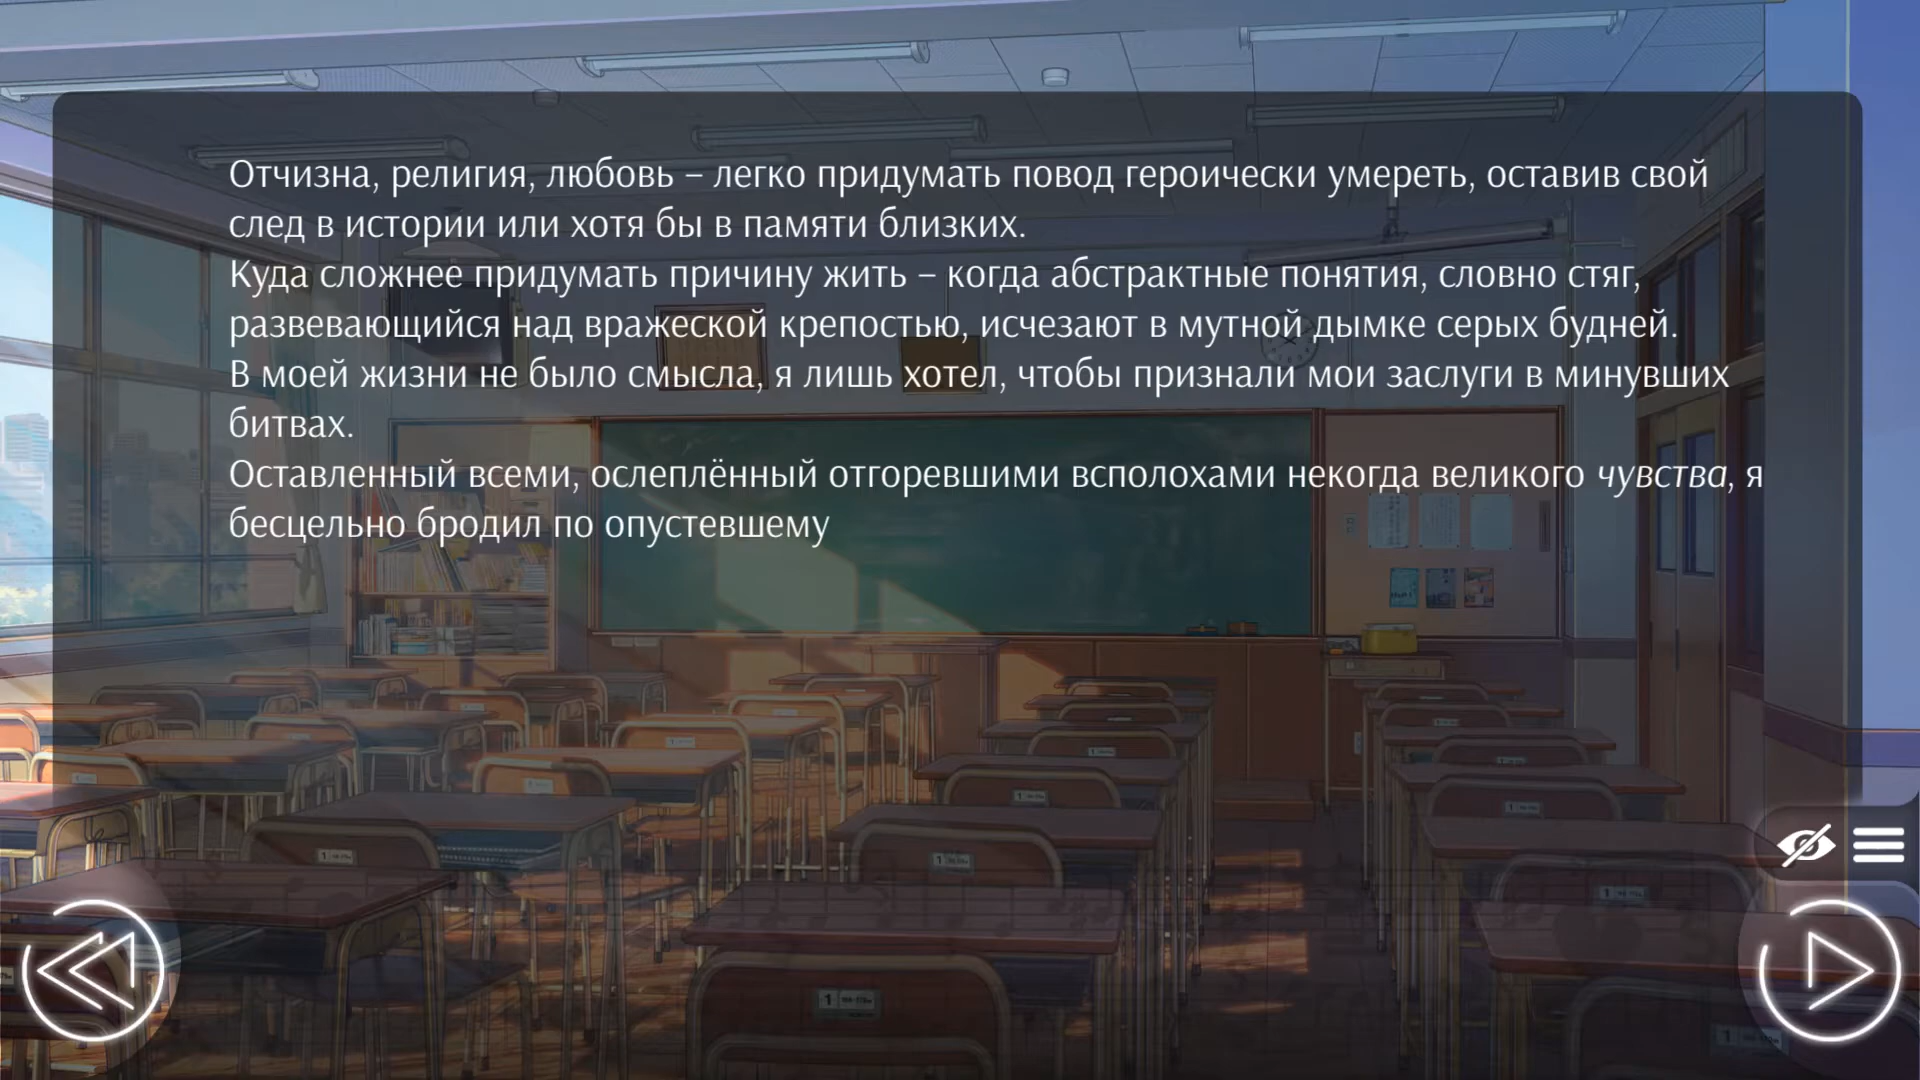 Отчизна, религия, любовь – легко придумать повод героически умереть, оставив свой
след в истории или хотя бы в памяти близких.
Куда сложнее придумать причину жить – когда абстрактные понятия, словно стяг,
развевающийся над вражеской крепостью, исчезают в мутной дымке серых будней.
В моей жизни не было смысла, я лишь хотел, чтобы признали мои заслуги в минувших
битвах.
Оставленный всеми, ослеплённый отгоревшими всполохами некогда великого чувства, я
бесцельно бродил по опустевшему